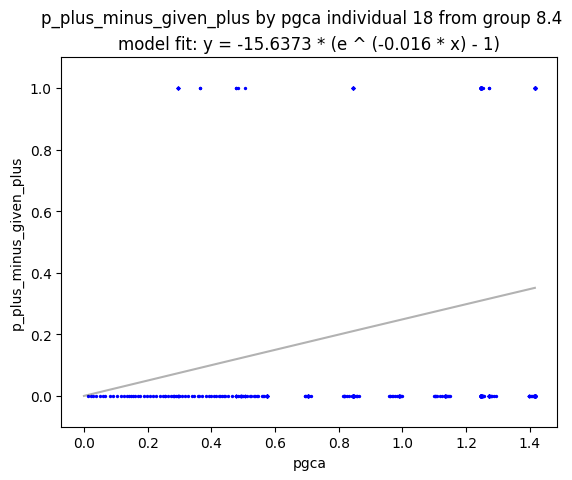 p_plus_minus_given_plus by pgca individual 18 from group 8.4
model fit: y = -15.6373 * (e ^ (-0.016 * x) - 1)
1.0
0.8
0.6
0.4
0.2
0.0
p_plus_minus_given_plus
0.0 0.2 0.4 0.6 0.8 1.0 1.2 1.4
pgca